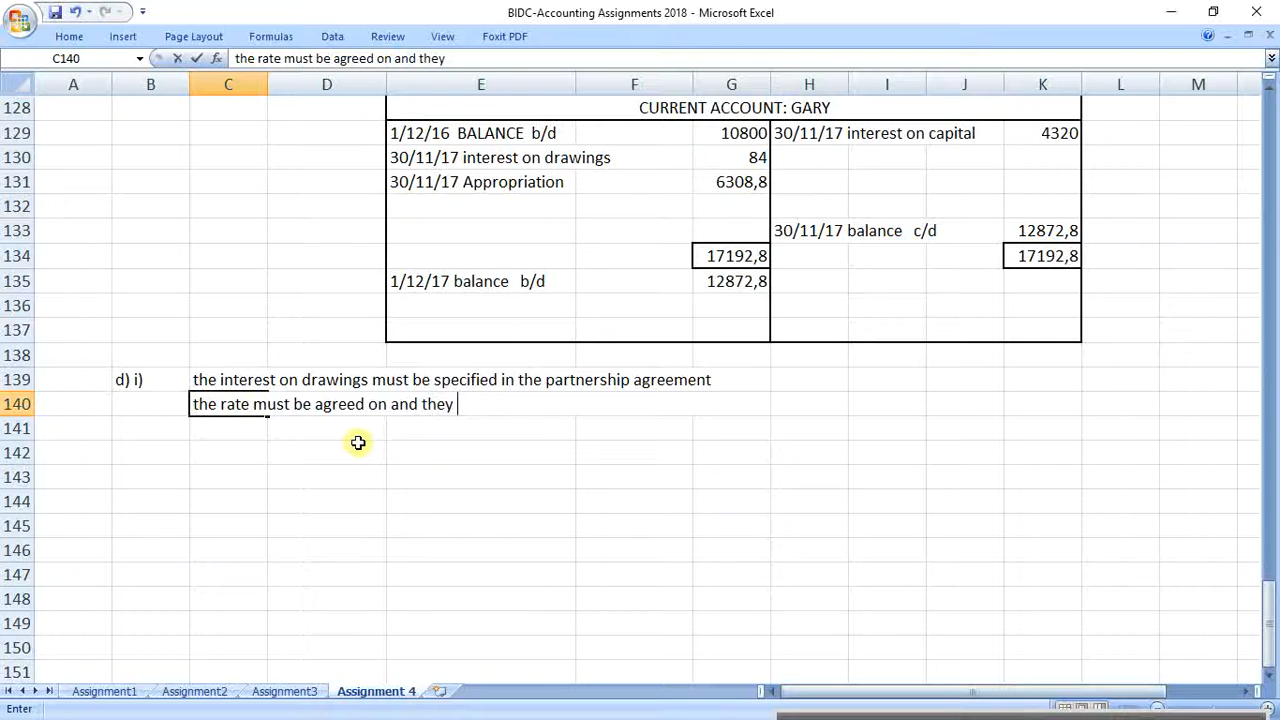 BIDC-Accounting Assignments 2018 - Microsoft Excel
Home Insert Page Layout Formulas Data Review View Foxit PDF
C140 fx the rate must be agreed on and they
A B C D E F G H I J K L M
128 CURRENT ACCOUNT: GARY
129 1/12/16 BALANCE b/d 10800 30/11/17 interest on capital 4320
130 30/11/17 interest on drawings 84
131 30/11/17 Appropriation 6308,8
132
133 30/11/17 balance c/d 12872,8
134 17192,8 17192,8
135 1/12/17 balance b/d 12872,8
136
137
138
139 d) i) the interest on drawings must be specified in the partnership agreement
140 the rate must be agreed on and they
141
142
143
144
145
146
147
148
149
150
151
Assignment1 Assignment2 Assignment3 Assignment 4
Enter